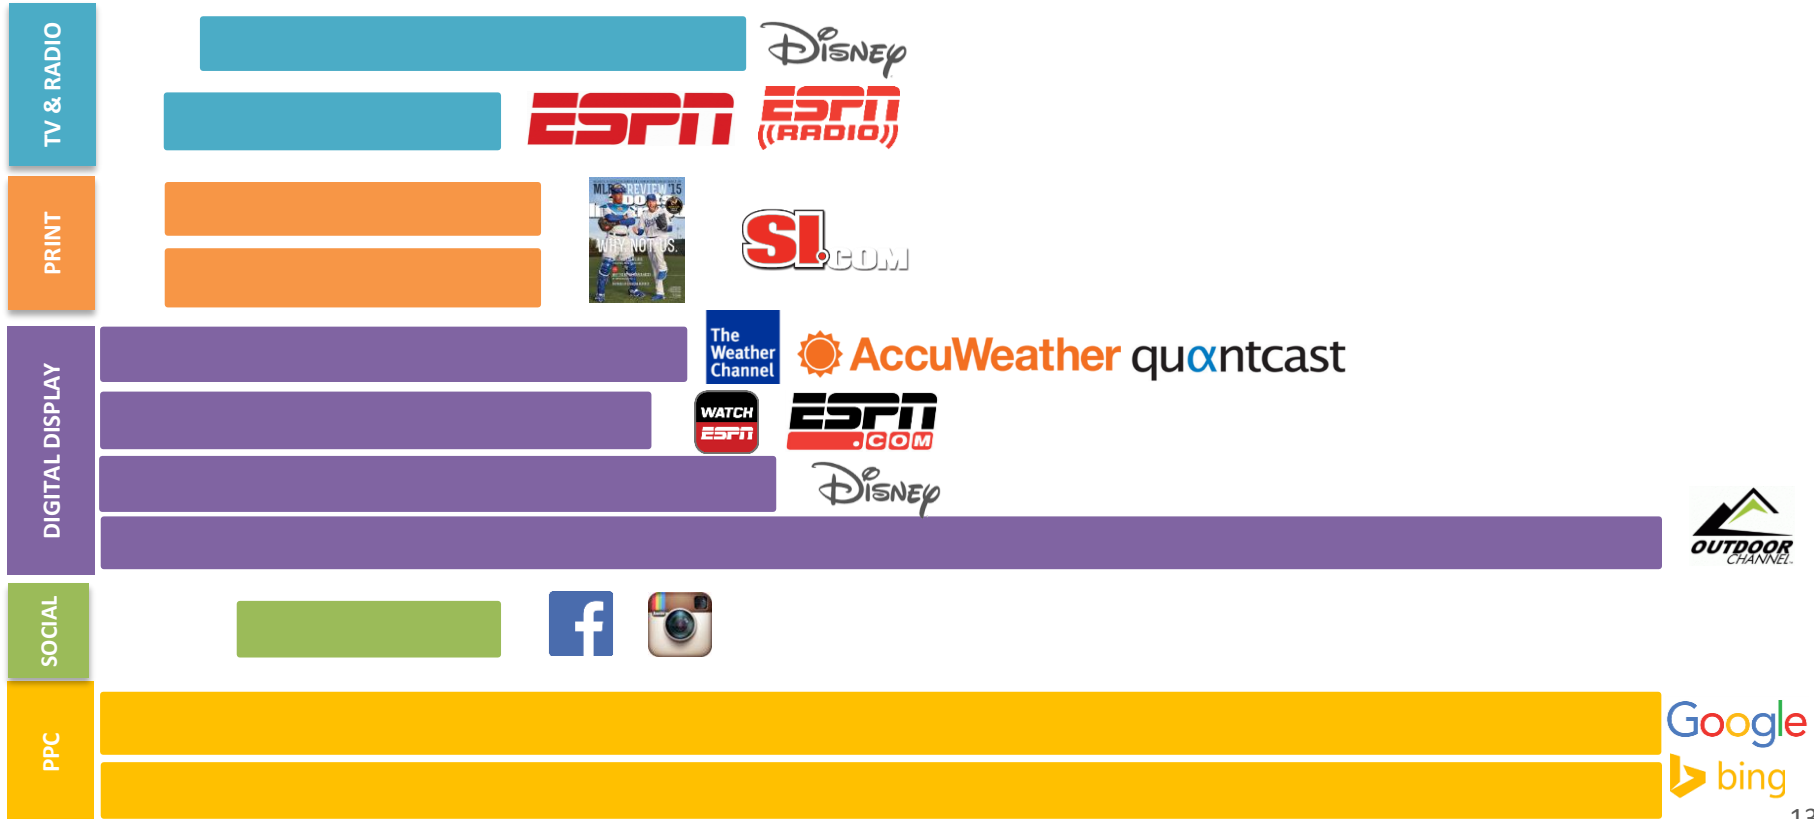 TV & RADIO
DISNEY
ESPN
ESPN
((RADIO))
PRINT
MLB PREVIEW '15
WHY NOT US.
SI.COM
DIGITAL DISPLAY
The
Weather
Channel
AccuWeather
quantcast
WATCH
ESPN
ESPN
.COM
DISNEY
OUTDOOR
CHANNEL
SOCIAL
f
PPC
Google
bing